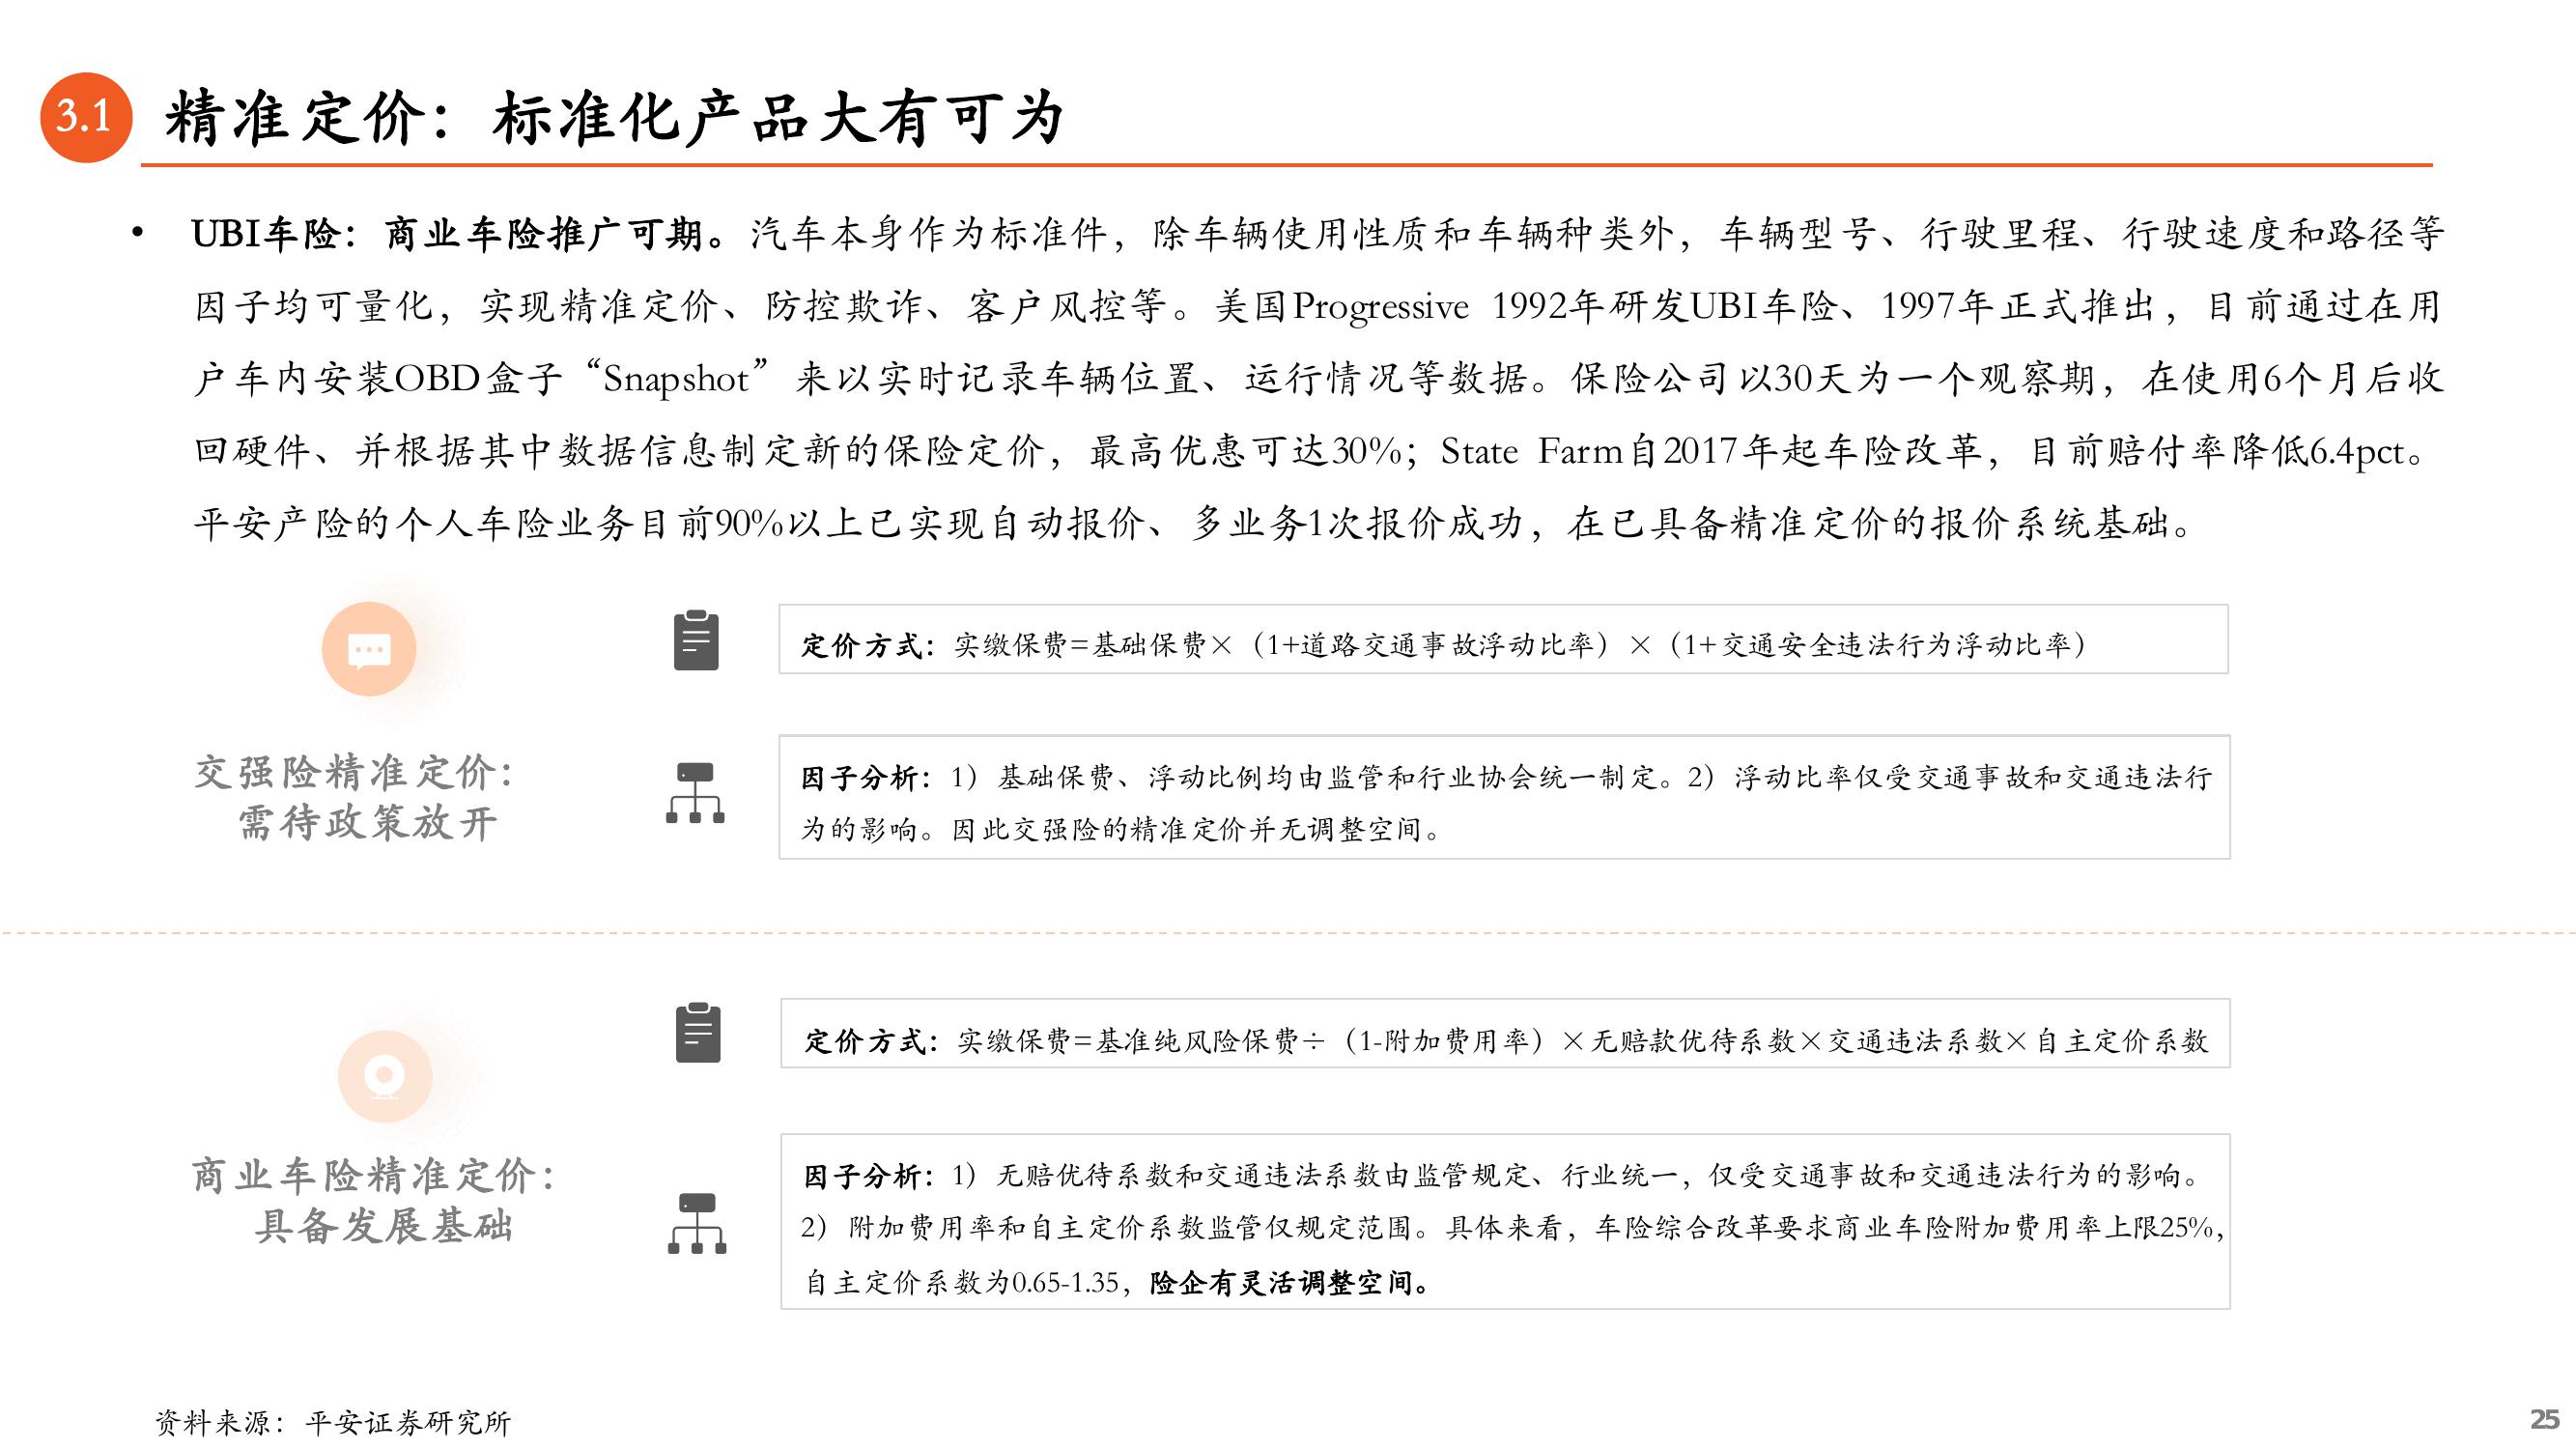 3.1 精准定价：标准化产品大有可为
• UBI车险：商业车险推广可期。汽车本身作为标准件，除车辆使用性质和车辆种类外，车辆型号、行驶里程、行驶速度和路径等
因子均可量化，实现精准定价、防控欺诈、客户风控等。美国Progressive 1992年研发UBI车险、1997年正式推出，目前通过在用
户车内安装OBD盒子“Snapshot”来以实时记录车辆位置、运行情况等数据。保险公司以30天为一个观察期，在使用6个月后收
回硬件、并根据其中数据信息制定新的保险定价，最高优惠可达30%；State Farm自2017年起车险改革，目前赔付率降低6.4pct。
平安产险的个人车险业务目前90%以上已实现自动报价、多业务1次报价成功，在已具备精准定价的报价系统基础。
交强险精准定价：
需待政策放开
定价方式：实缴保费=基础保费×（1+道路交通事故浮动比率）×（1+交通安全违法行为浮动比率）
因子分析：1）基础保费、浮动比例均由监管和行业协会统一制定。2）浮动比率仅受交通事故和交通违法行
为的影响。因此交强险的精准定价并无调整空间。
商业车险精准定价：
具备发展基础
定价方式：实缴保费=基准纯风险保费÷（1-附加费用率）×无赔款优待系数×交通违法系数×自主定价系数
因子分析：1）无赔优待系数和交通违法系数由监管规定、行业统一，仅受交通事故和交通违法行为的影响。
2）附加费用率和自主定价系数监管仅规定范围。具体来看，车险综合改革要求商业车险附加费用率上限25%，
自主定价系数为0.65-1.35，险企有灵活调整空间。
资料来源：平安证券研究所
25